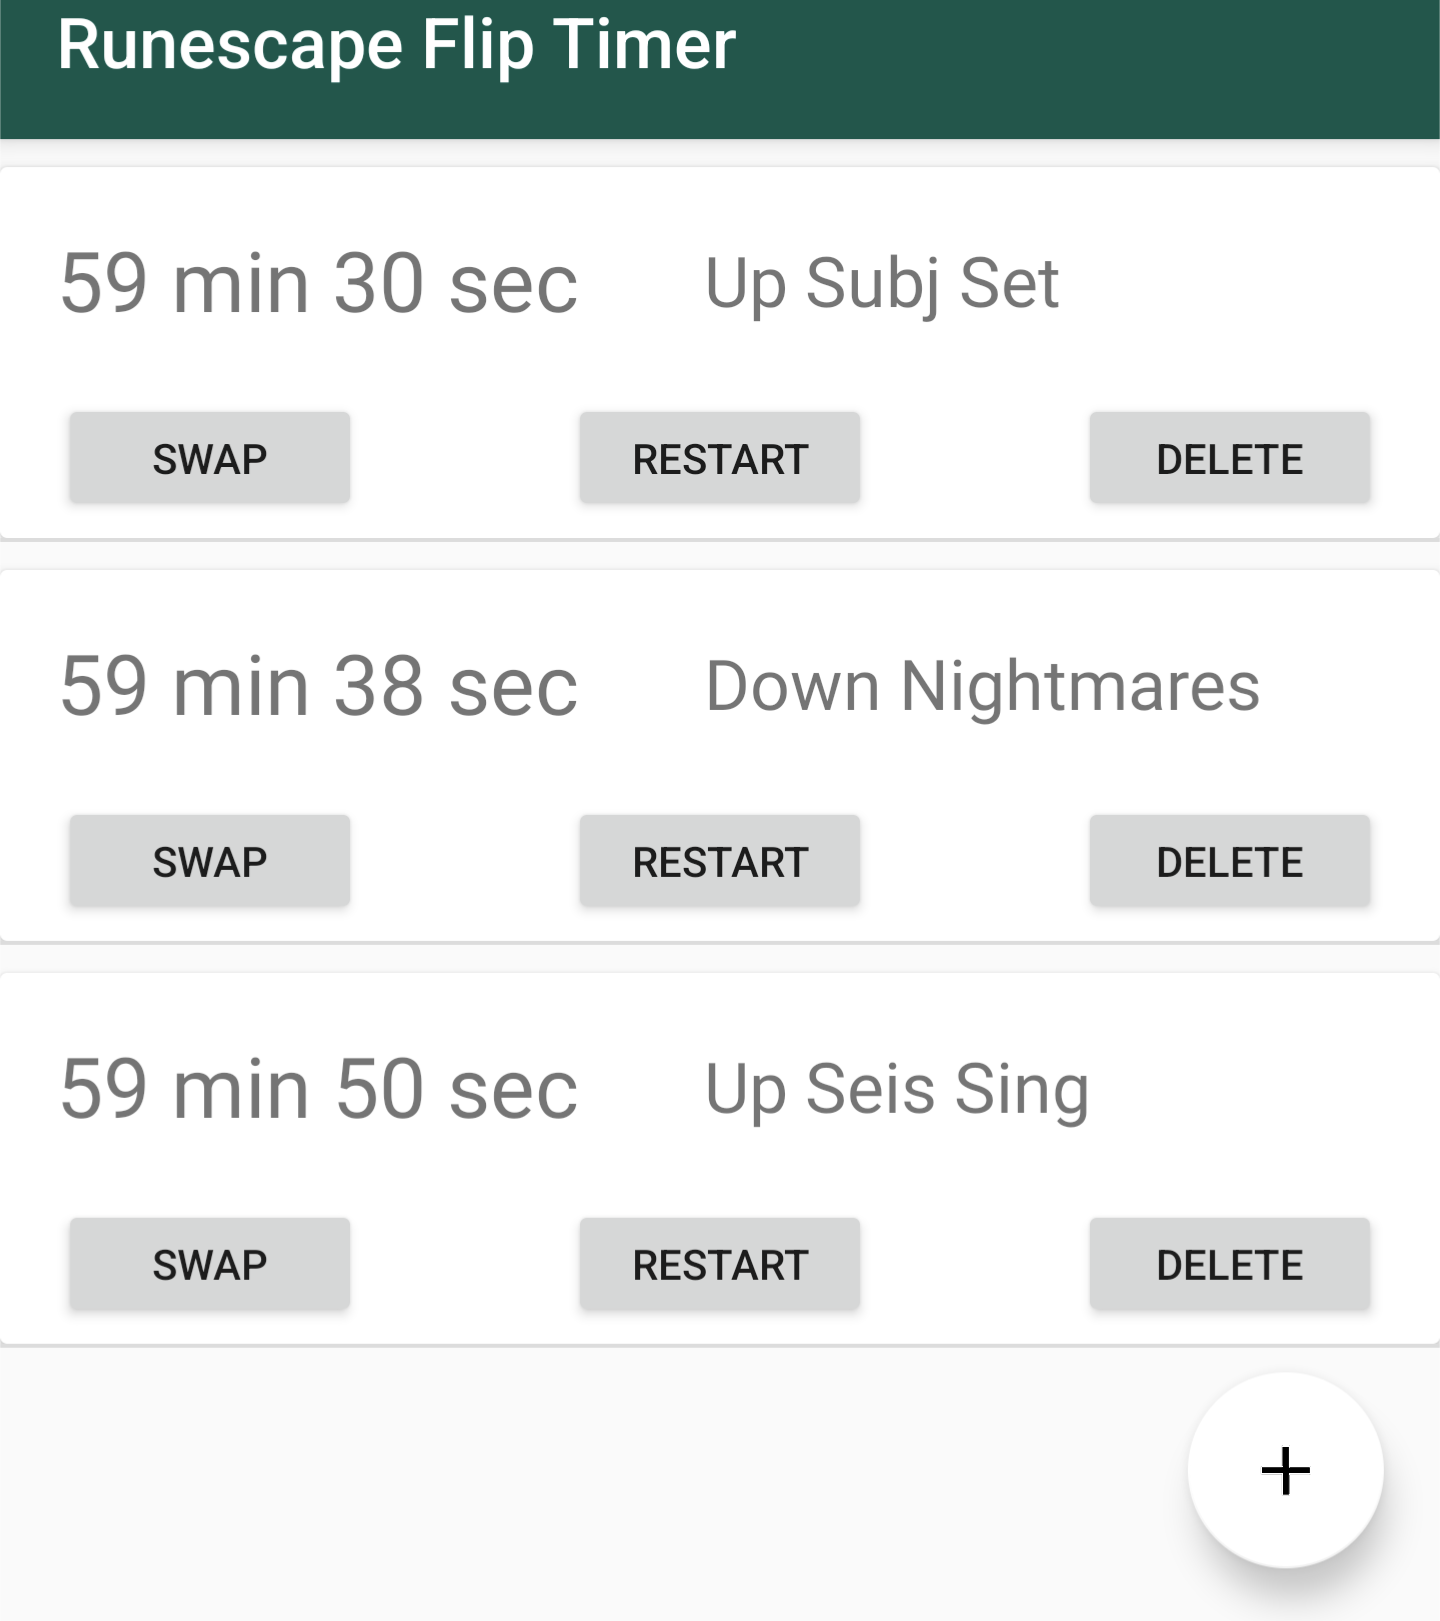 Runescape Flip Timer
59 min 30 sec Up Subj Set
SWAP RESTART DELETE
59 min 38 sec Down Nightmares
SWAP RESTART DELETE
59 min 50 sec Up Seis Sing
SWAP RESTART DELETE
+